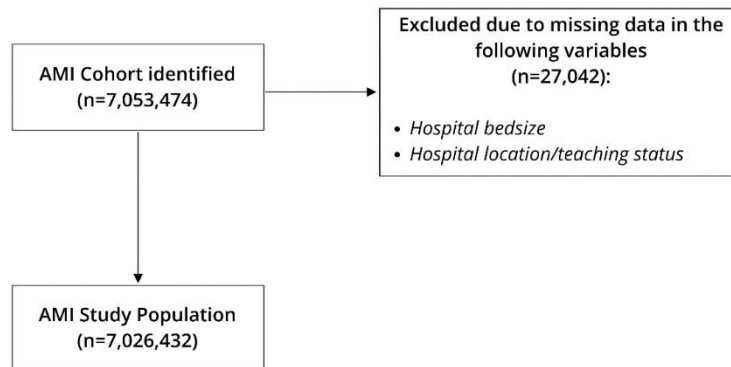 AMI Cohort identified
(n=7,053,474)
Excluded due to missing data in the
following variables
(n=27,042):
• Hospital bedsize
• Hospital location/teaching status
AMI Study Population
(n=7,026,432)